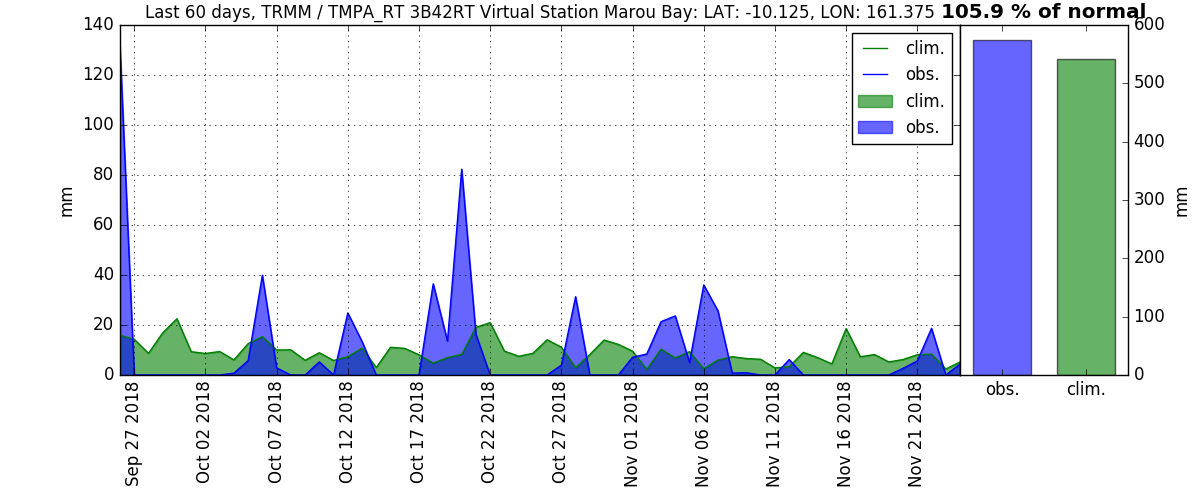 Last 60 days, TRMM / TMPA_RT 3B42RT Virtual Station Marou Bay: LAT: -10.125, LON: 161.375 105.9 % of normal
140
120
100
80
60
40
20
0
mm
clim.
obs.
clim.
obs.
600
500
400
300
200
100
0
mm
obs. clim.
Sep 27 2018
Oct 02 2018
Oct 07 2018
Oct 12 2018
Oct 17 2018
Oct 22 2018
Oct 27 2018
Nov 01 2018
Nov 06 2018
Nov 11 2018
Nov 16 2018
Nov 21 2018